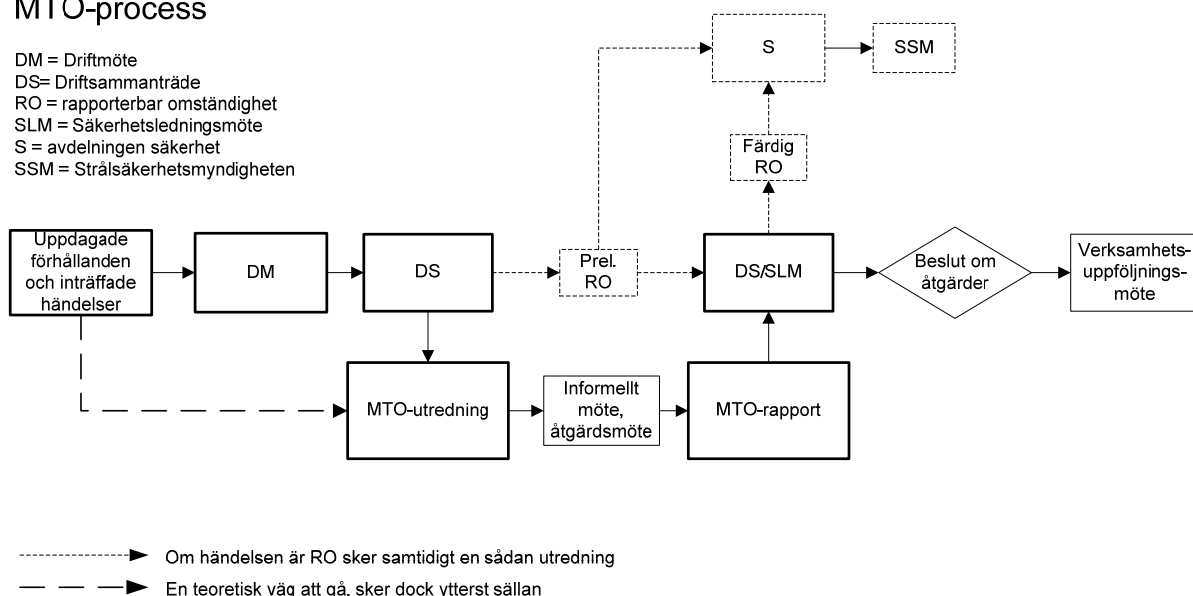 MTO-process
DM = Driftmöte
DS= Driftsammanträde
RO = rapporterbar omständighet
SLM = Säkerhetsledningsmöte
S = avdelningen säkerhet
SSM = Strålsäkerhetsmyndigheten
S
SSM
Färdig
RO
Uppdagade
förhållanden
och inträffade
händelser
DM
DS
Prel.
RO
DS/SLM
Beslut om
åtgärder
Verksamhets-
uppföljnings-
möte
MTO-utredning
Informellt
möte,
åtgärdsmöte
MTO-rapport
Om händelsen är RO sker samtidigt en sådan utredning
En teoretisk väg att gå, sker dock ytterst sällan